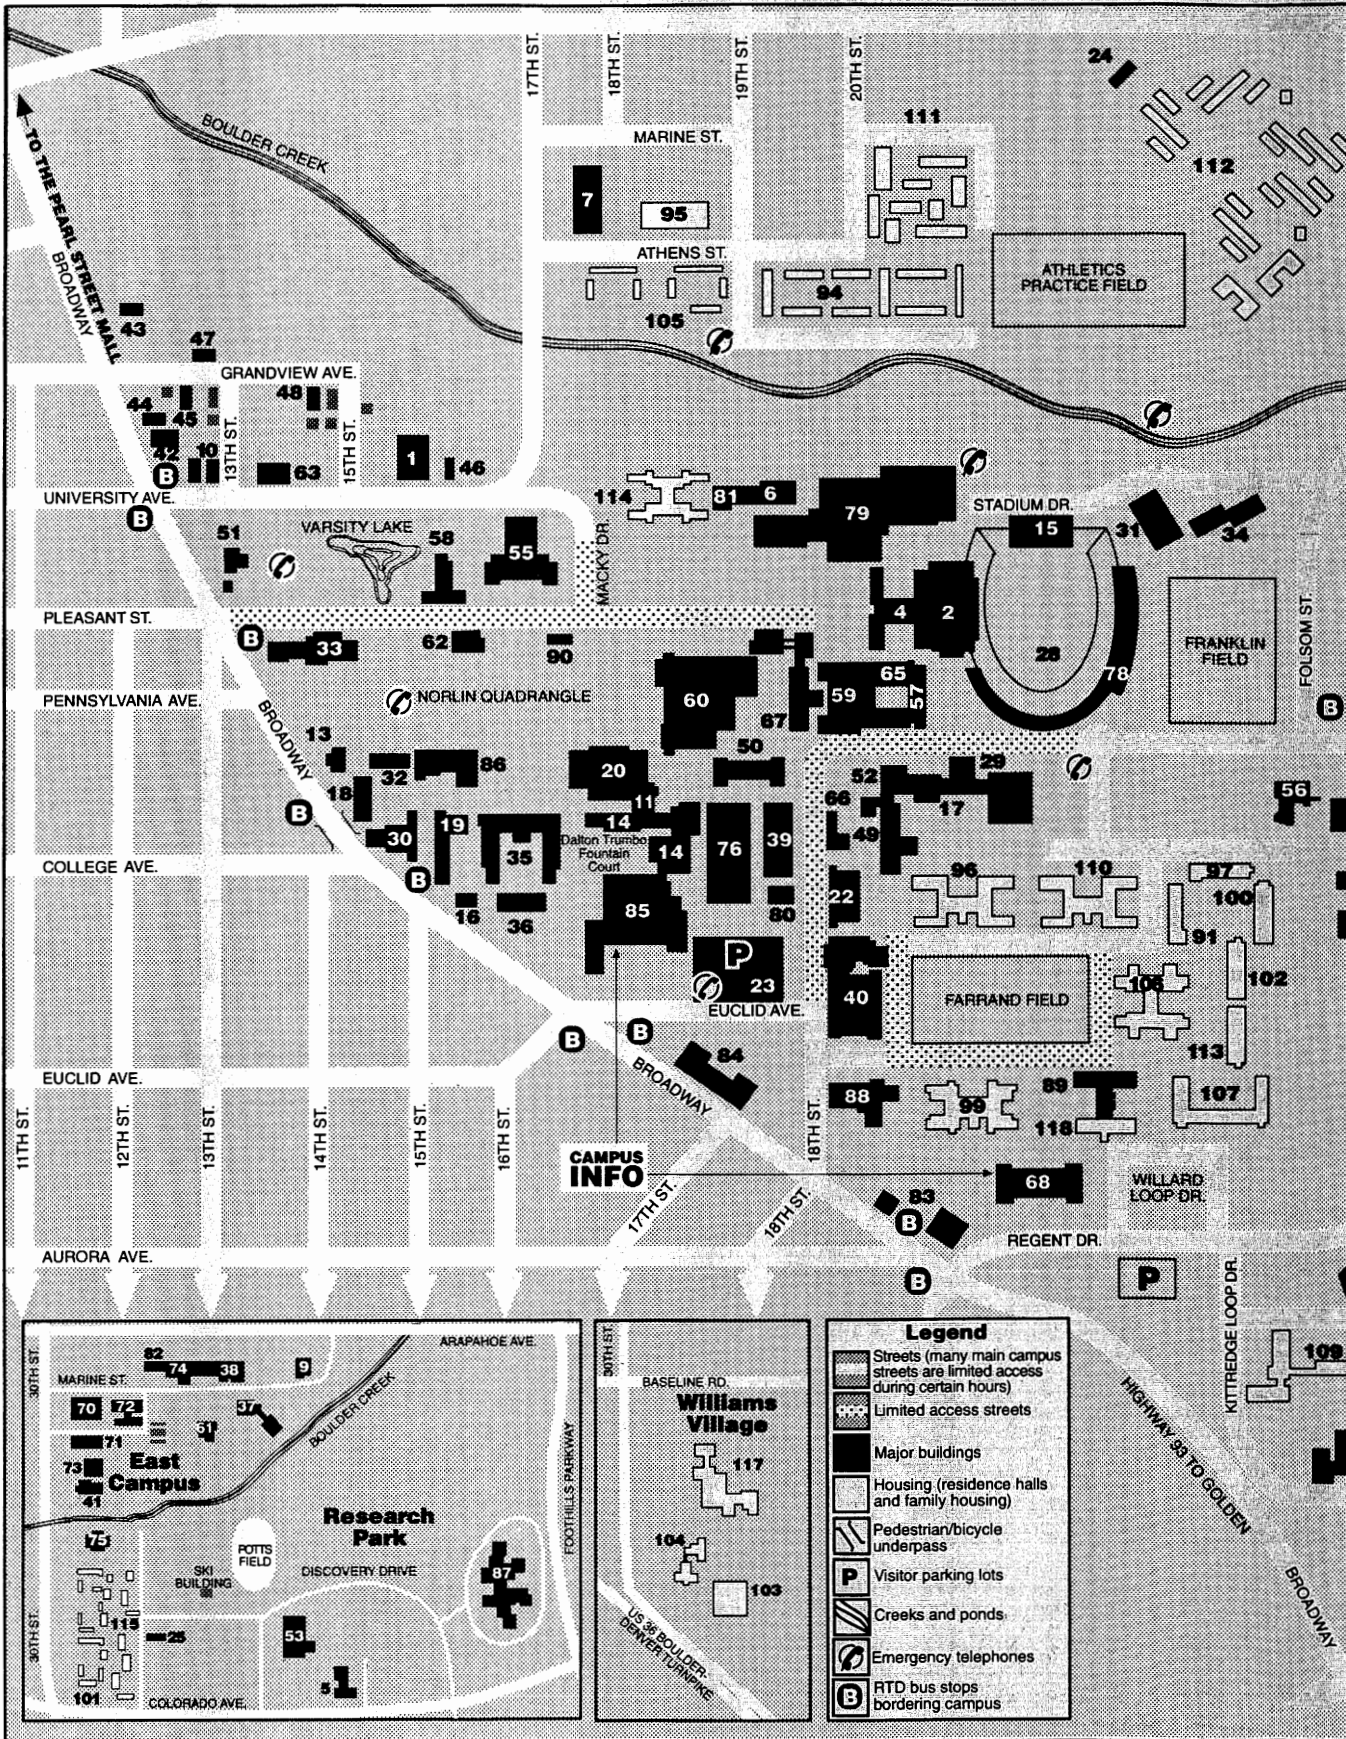 17TH ST.
18TH ST.
19TH ST.
20TH ST.
24
BOULDER CREEK
MARINE ST.
111
112
7
95
TO THE PEARL STREET MALL
BROADWAY
ATHENS ST.
ATHLETICS
PRACTICE FIELD
94
105
43
47
GRANDVIEW AVE.
48
44
45
42
10
13TH ST.
15TH ST.
63
1
46
B
UNIVERSITY AVE.
B
114
81
6
79
STADIUM DR.
15
31
34
51
VARSITY LAKE
58
55
MACKY DR.
4
2
28
78
FRANKLIN
FIELD
FOLSOM ST.
PLEASANT ST.
B
33
62
90
65
59
57
60
67
PENNSYLVANIA AVE.
NORLIN QUADRANGLE
B
BROADWAY
13
32
86
20
50
52
29
17
18
11
66
49
56
B
30
19
35
14
Dalton Trumbo
Fountain
Court
14
76
39
COLLEGE AVE.
B
96
110
97
100
16
36
85
80
22
91
P
23
40
FARRAND FIELD
106
102
EUCLID AVE.
B
B
84
BROADWAY
113
EUCLID AVE.
88
99
89
118
107
11TH ST.
12TH ST.
13TH ST.
14TH ST.
15TH ST.
16TH ST.
18TH ST.
CAMPUS
INFO
68
WILLARD
LOOP DR.
17TH ST.
18TH ST.
83
B
REGENT DR.
AURORA AVE.
B
P
KITTREDGE LOOP DR.
109
HIGHWAY 93 TO GOLDEN
BROADWAY
30TH ST.
ARAPAHOE AVE.
82
74
38
9
MARINE ST.
70
72
37
61
BOULDER CREEK
71
East
Campus
73
41
FOOTHILLS PARKWAY
Research
Park
75
POTTS
FIELD
SKI
BUILDING
DISCOVERY DRIVE
87
30TH ST.
115
25
53
5
101
COLORADO AVE.
30TH ST.
BASELINE RD.
Williams
Village
117
104
103
US 36 BOULDER-
DENVER TURNPIKE
Legend
Streets (many main campus
streets are limited access
during certain hours)
Limited access streets
Major buildings
Housing (residence halls
and family housing)
Pedestrian/bicycle
underpass
P
Visitor parking lots
Creeks and ponds
Emergency telephones
B
RTD bus stops
bordering campus